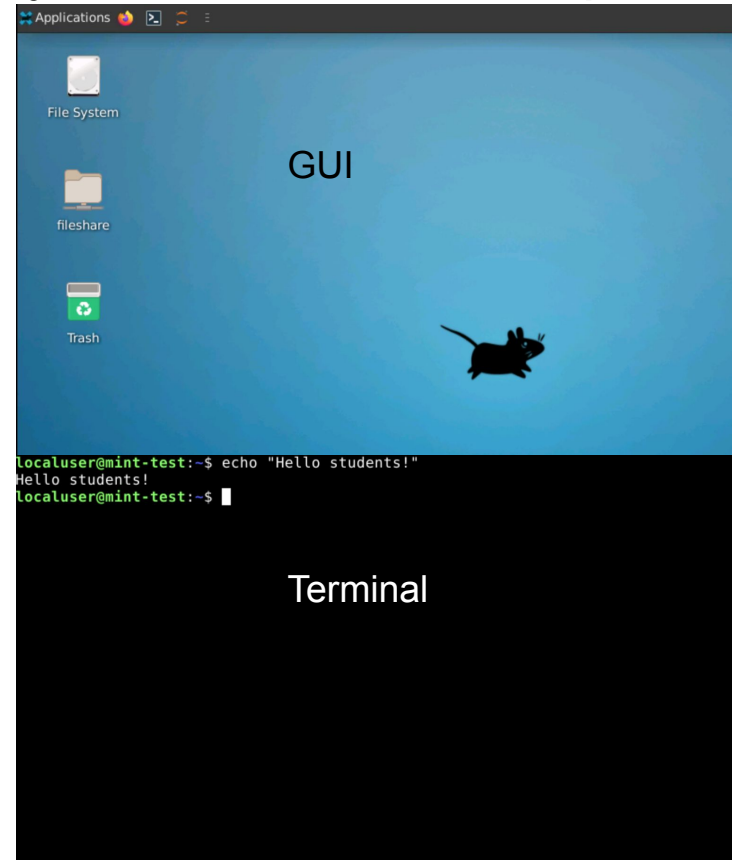 Applications
File System
GUI
fileshare
Trash
localuser@mint-test:~$ echo "Hello students!"
Hello students!
localuser@mint-test:~$
Terminal